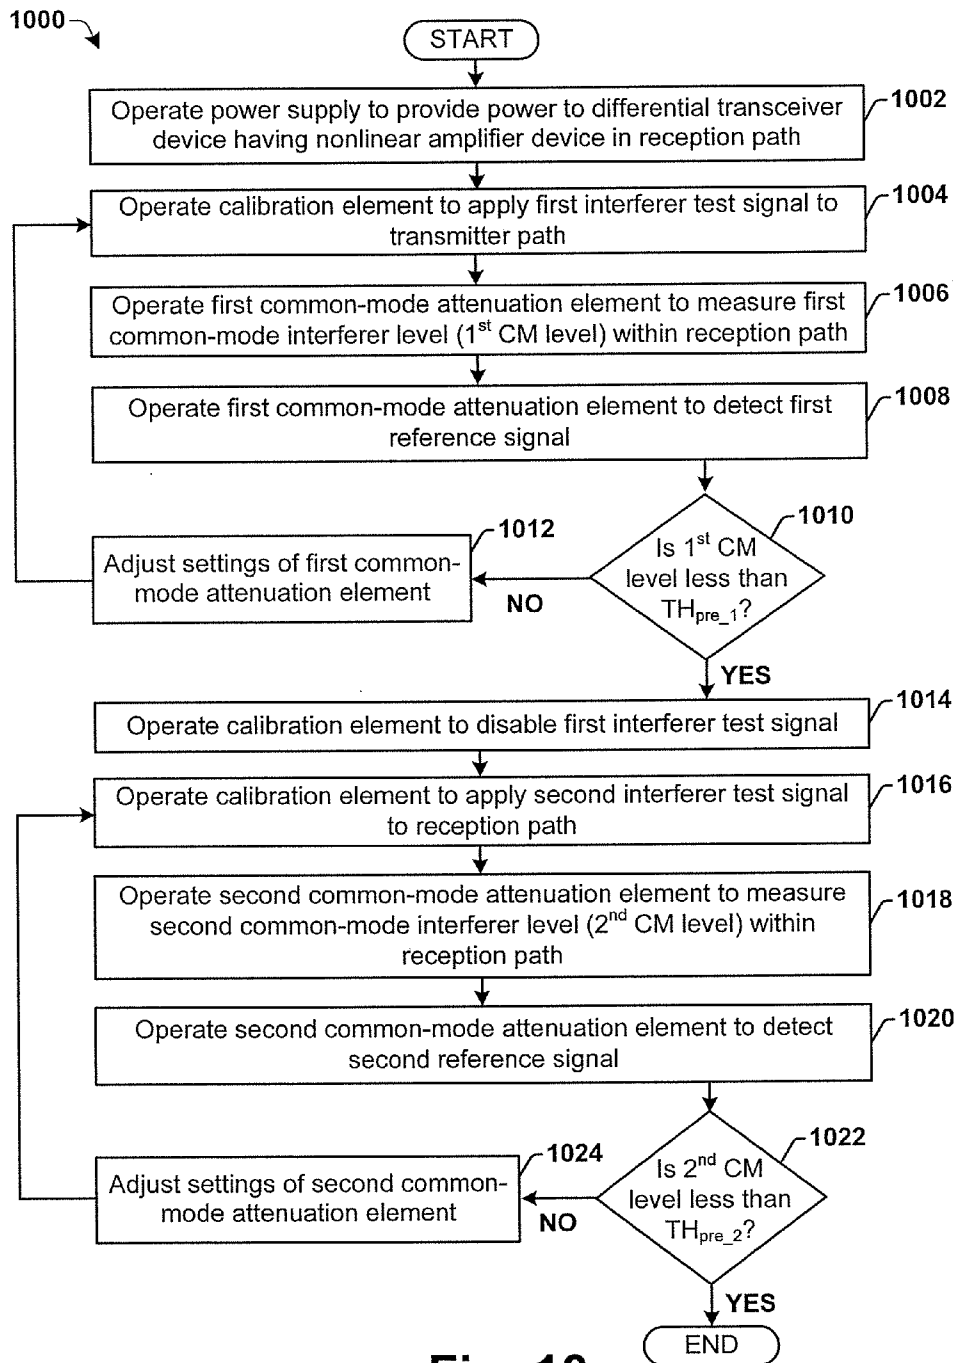 1000
START
Operate power supply to provide power to differential transceiver
device having nonlinear amplifier device in reception path
1002
Operate calibration element to apply first interferer test signal to
transmitter path
1004
Operate first common-mode attenuation element to measure first
common-mode interferer level (1st CM level) within reception path
1006
Operate first common-mode attenuation element to detect first
reference signal
1008
Is 1st CM
level less than
THpre_1?
1010
NO
Adjust settings of first common-
mode attenuation element
1012
YES
Operate calibration element to disable first interferer test signal
1014
Operate calibration element to apply second interferer test signal
to reception path
1016
Operate second common-mode attenuation element to measure
second common-mode interferer level (2nd CM level) within
reception path
1018
Operate second common-mode attenuation element to detect
second reference signal
1020
Is 2nd CM
level less than
THpre_2?
1022
NO
Adjust settings of second common-
mode attenuation element
1024
YES
END